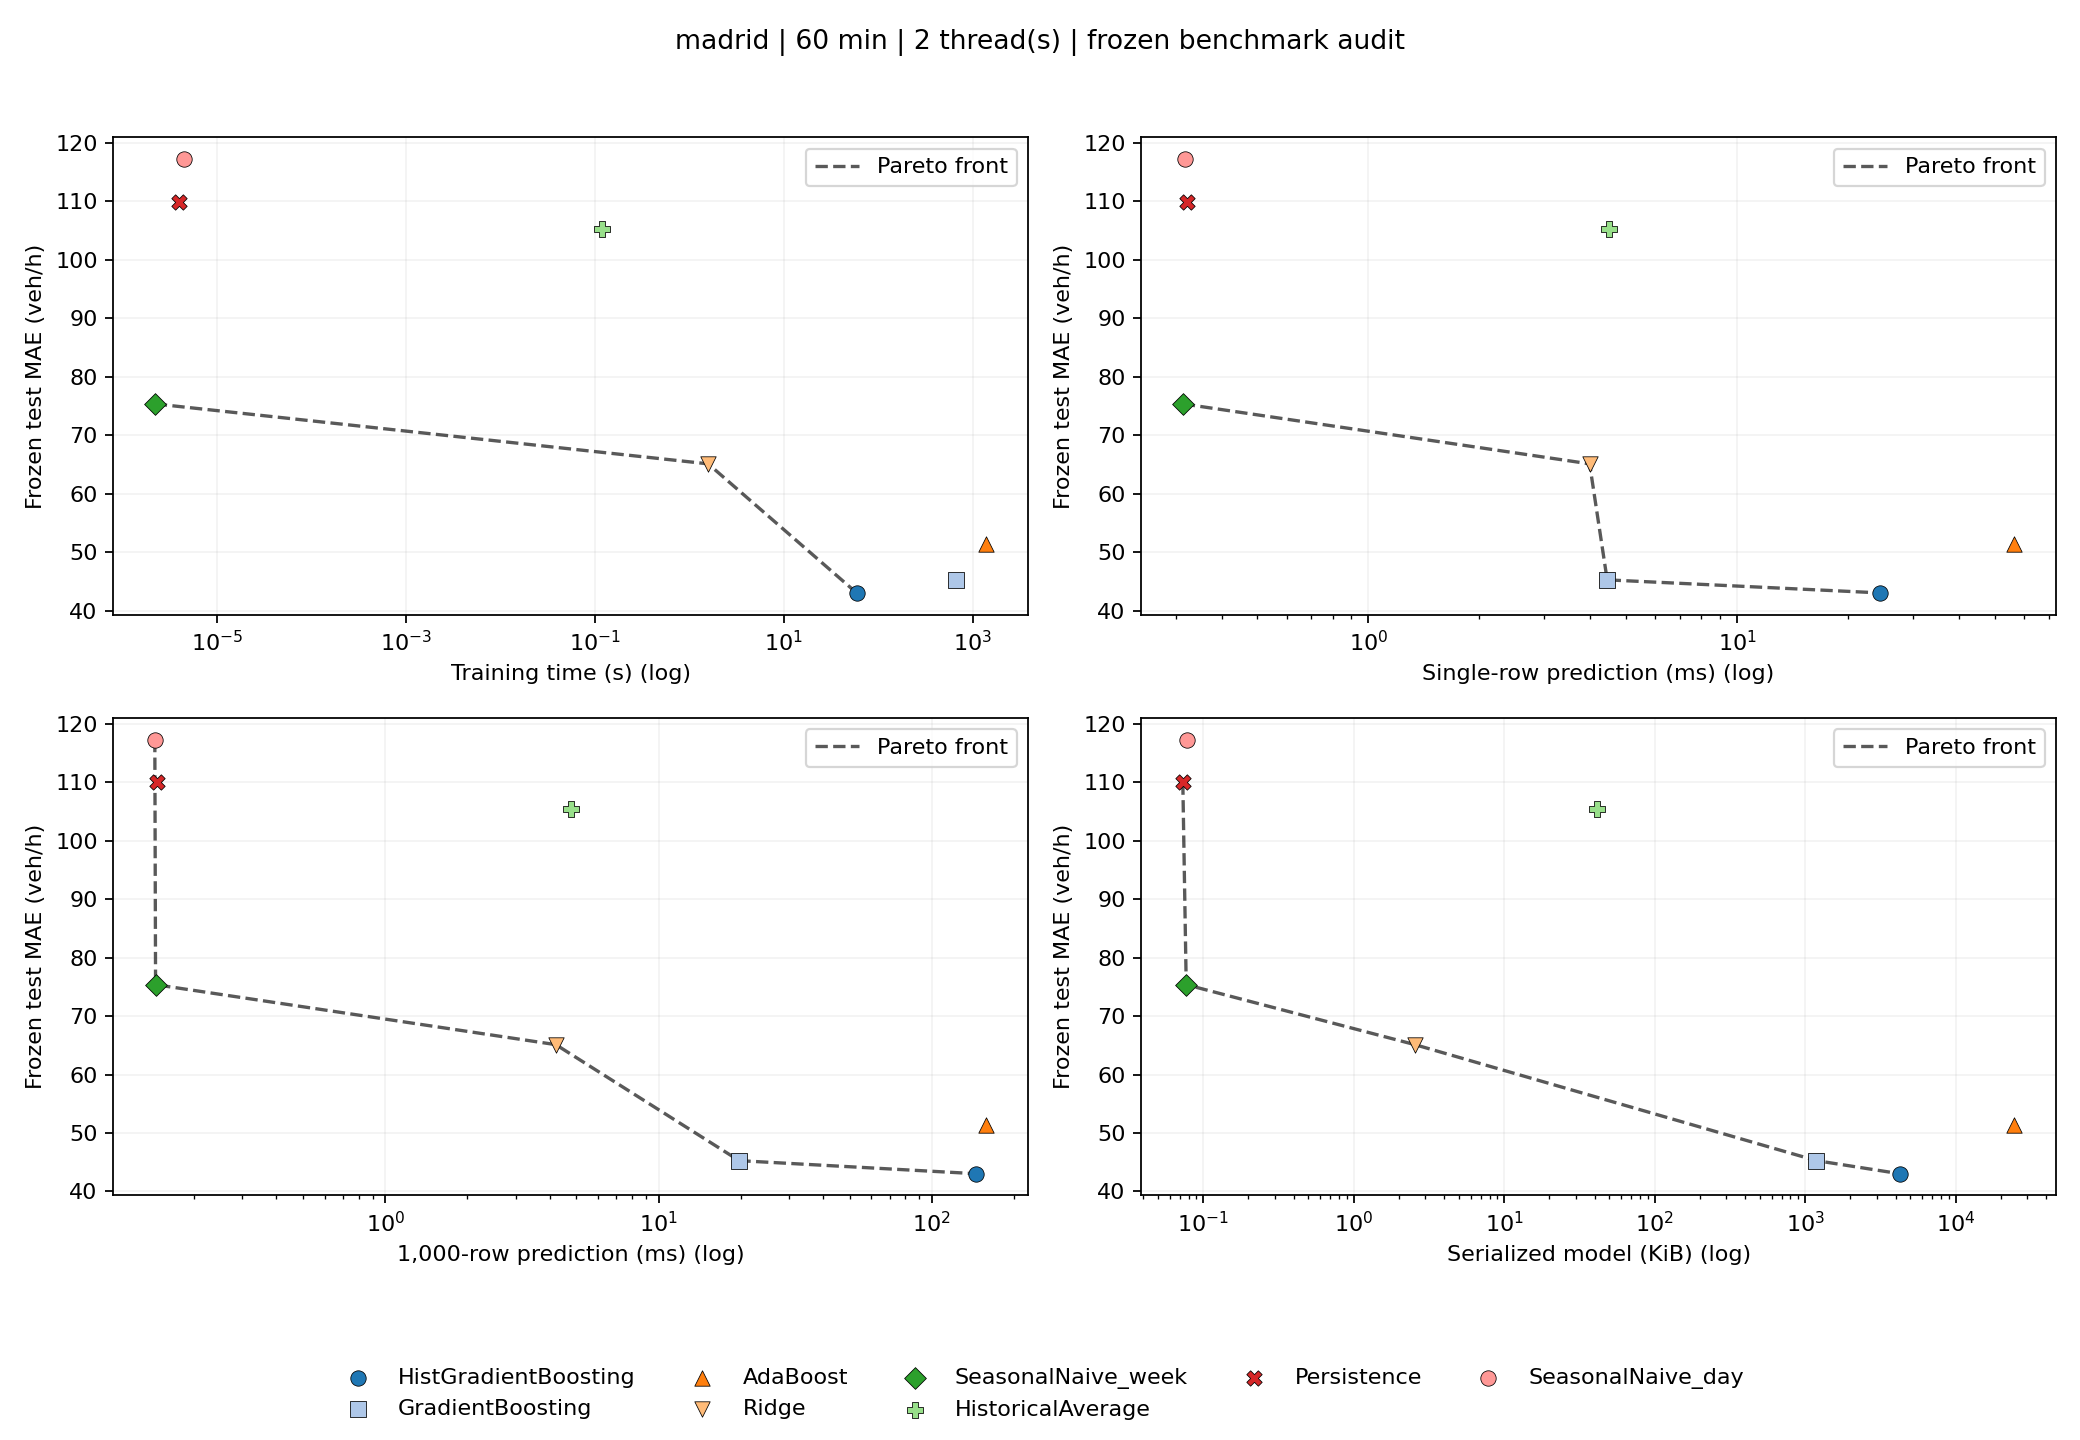 madrid | 60 min | 2 thread(s) | frozen benchmark audit
120
110
100
90
80
70
60
50
40
Frozen test MAE (veh/h)
Pareto front
10⁻⁵ 10⁻³ 10⁻¹ 10¹ 10³
Training time (s) (log)
120
110
100
90
80
70
60
50
40
Frozen test MAE (veh/h)
Pareto front
10⁰ 10¹
Single-row prediction (ms) (log)
120
110
100
90
80
70
60
50
40
Frozen test MAE (veh/h)
Pareto front
10⁰ 10¹ 10²
1,000-row prediction (ms) (log)
120
110
100
90
80
70
60
50
40
Frozen test MAE (veh/h)
Pareto front
10⁻¹ 10⁰ 10¹ 10² 10³ 10⁴
Serialized model (KiB) (log)
HistGradientBoosting AdaBoost SeasonalNaive_week Persistence SeasonalNaive_day
GradientBoosting Ridge HistoricalAverage